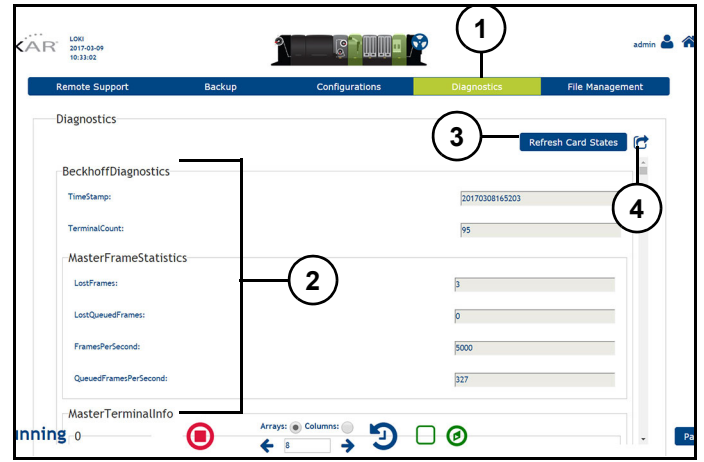 1
KAR
LOKI
2017-03-09
10:33:02
admin
Remote Support Backup Configurations Diagnostics File Management
Diagnostics
3
Refresh Card States
4
BeckhoffDiagnostics
TimeStamp: 20170308165203
TerminalCount: 95
MasterFrameStatistics
2
LostFrames: 3
LostQueuedFrames: 0
FramesPerSecond: 5000
QueuedFramesPerSecond: 327
MasterTerminalInfo
0
unning
Arrays: Columns:
8
Pa